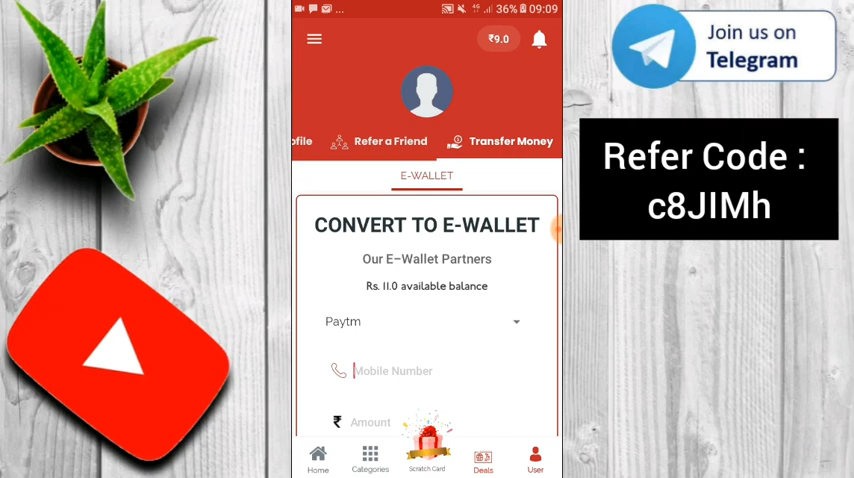 ... 4G 36% 09:09
₹9.0
ofile Refer a Friend Transfer Money
E-WALLET
CONVERT TO E-WALLET
Our E-Wallet Partners
Rs. 11.0 available balance
Paytm
Mobile Number
₹ Amount
Home Categories Scratch Card Deals User
Join us on
Telegram
Refer Code :
c8JIMh